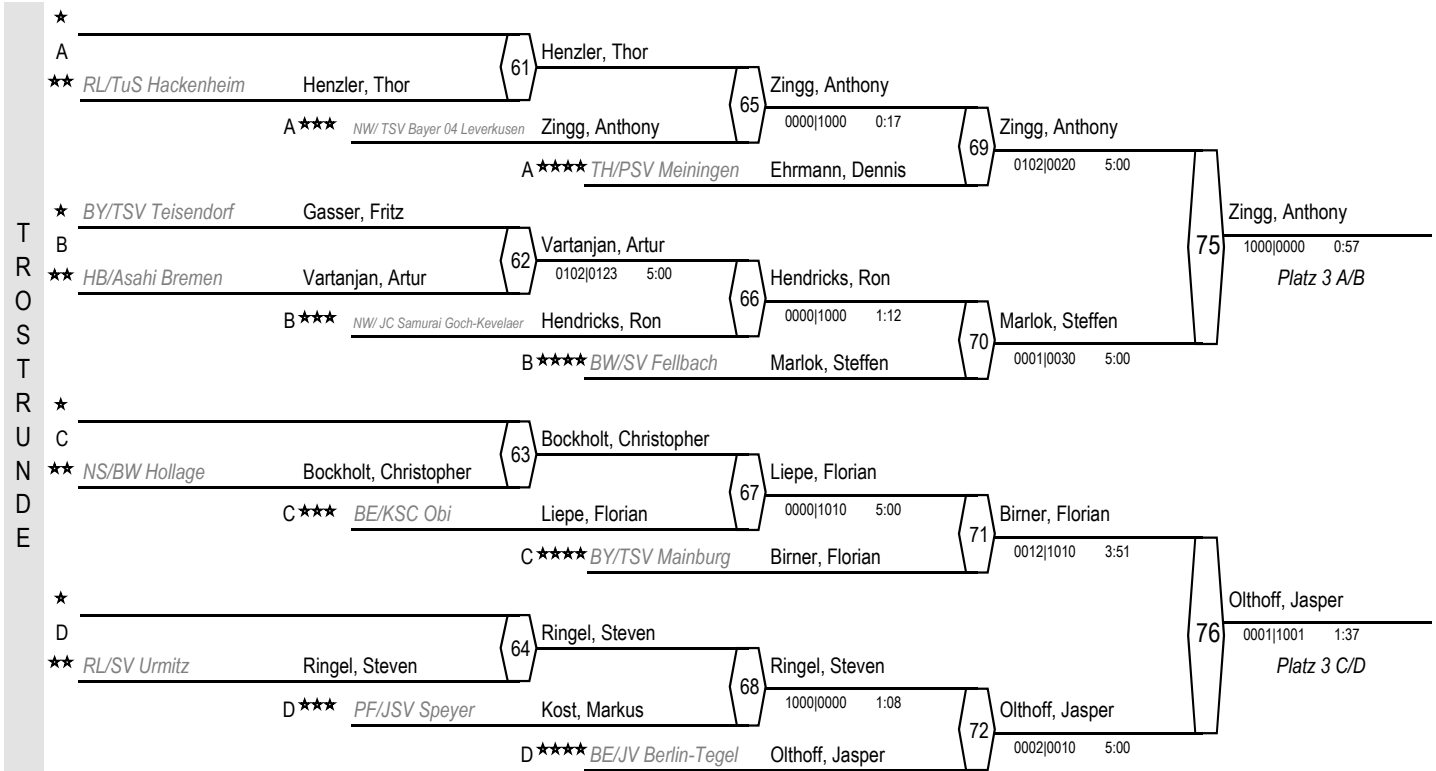 TROSTRUNDE
A
61
Henzler, Thor
RL/TuS Hackenheim Henzler, Thor
65
Zingg, Anthony
0000|1000 0:17
A NW/ TSV Bayer 04 Leverkusen Zingg, Anthony
69
Zingg, Anthony
0102|0020 5:00
A TH/PSV Meiningen Ehrmann, Dennis
BY/TSV Teisendorf Gasser, Fritz
B
62
Vartanjan, Artur
0102|0123 5:00
HB/Asahi Bremen Vartanjan, Artur
66
Hendricks, Ron
0000|1000 1:12
B NW/ JC Samurai Goch-Kevelaer Hendricks, Ron
70
Marlok, Steffen
0001|0030 5:00
B BW/SV Fellbach Marlok, Steffen
75
Zingg, Anthony
1000|0000 0:57
Platz 3 A/B
C
63
Bockholt, Christopher
NS/BW Hollage Bockholt, Christopher
67
Liepe, Florian
0000|1010 5:00
C BE/KSC Obi Liepe, Florian
71
Birner, Florian
0012|1010 3:51
C BY/TSV Mainburg Birner, Florian
D
64
Ringel, Steven
RL/SV Urmitz Ringel, Steven
68
Ringel, Steven
1000|0000 1:08
D PF/JSV Speyer Kost, Markus
72
Olthoff, Jasper
0002|0010 5:00
D BE/JV Berlin-Tegel Olthoff, Jasper
76
Olthoff, Jasper
0001|1001 1:37
Platz 3 C/D